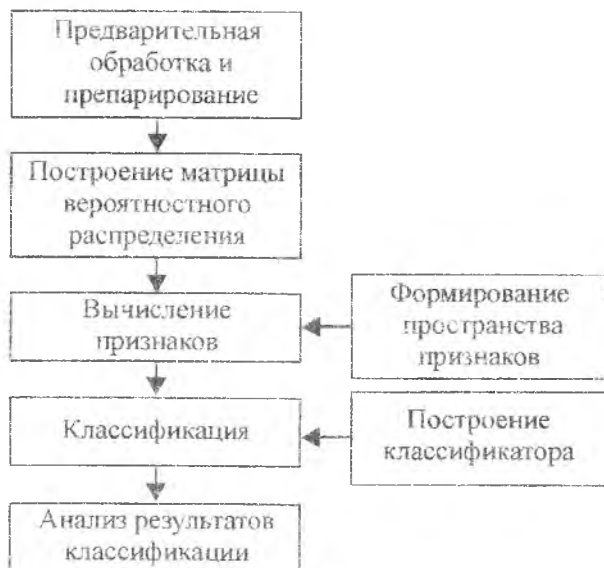 Предварительная
обработка и
препарирование
Построение матрицы
вероятностного
распределения
Вычисление
признаков
Формирование
пространства
признаков
Классификация
Построение
классификатора
Анализ результатов
классификации